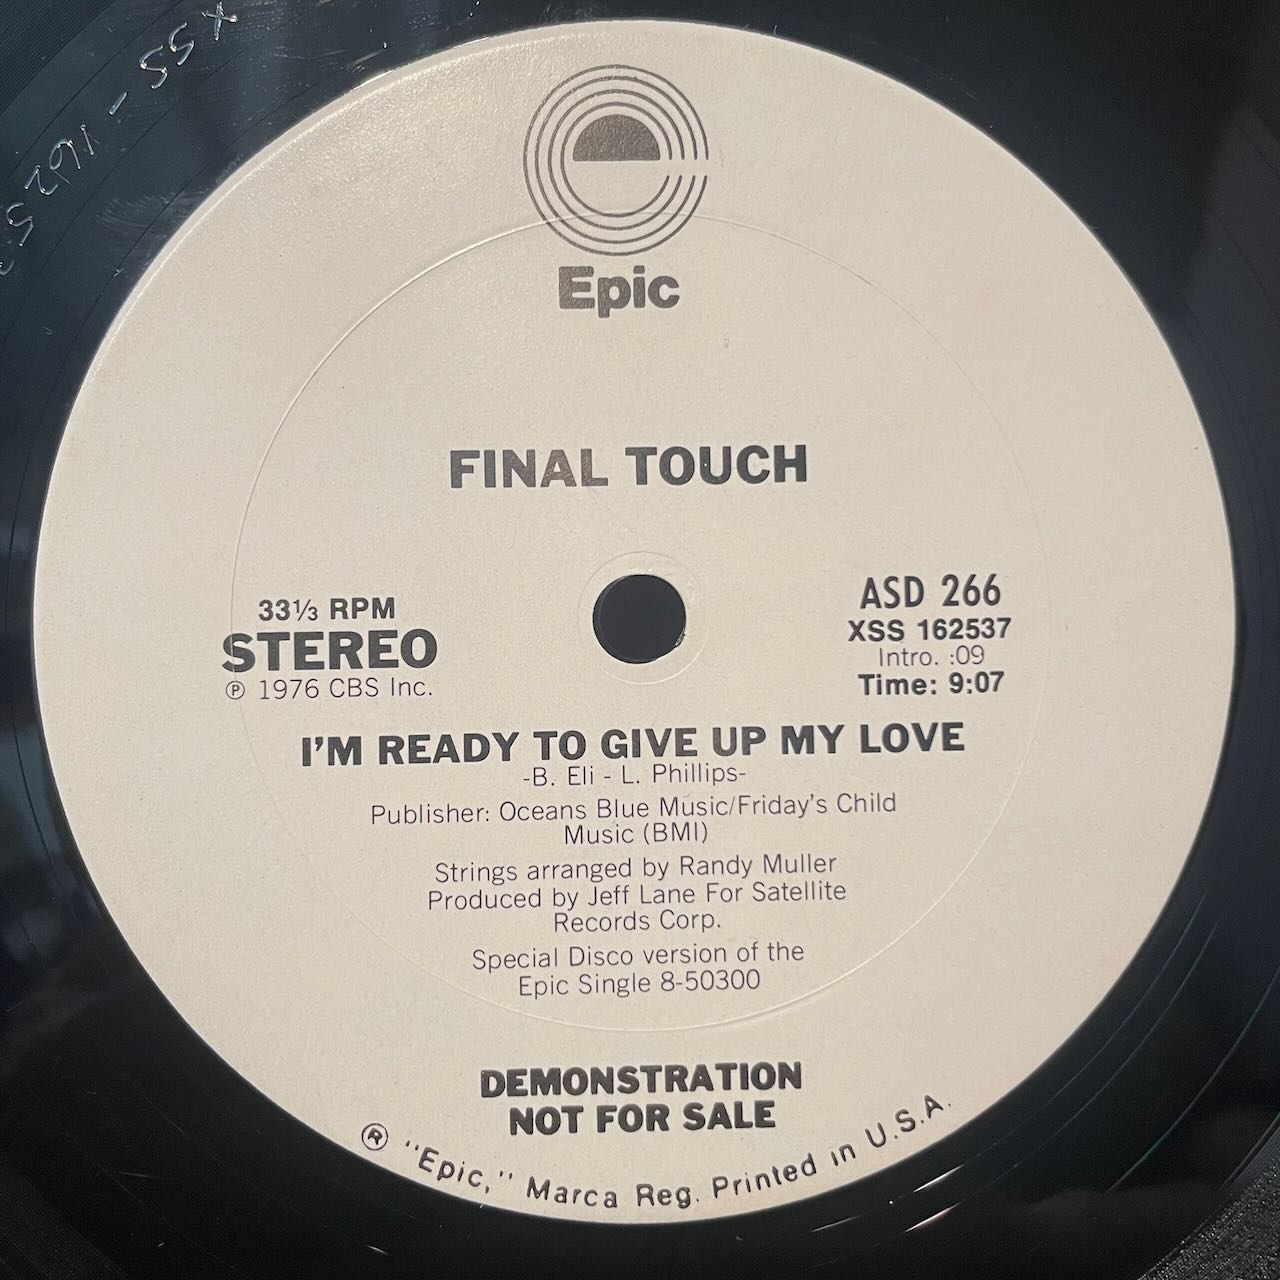 XSS-1625
Epic
FINAL TOUCH
33⅓ RPM
STEREO
℗ 1976 CBS Inc.
ASD 266
XSS 162537
Intro. :09
Time: 9:07
I'M READY TO GIVE UP MY LOVE
-B. Eli - L. Phillips-
Publisher: Oceans Blue Music/Friday's Child
Music (BMI)
Strings arranged by Randy Muller
Produced by Jeff Lane For Satellite
Records Corp.
Special Disco version of the
Epic Single 8-50300
DEMONSTRATION
NOT FOR SALE
® "Epic," Marca Reg. Printed in U.S.A.